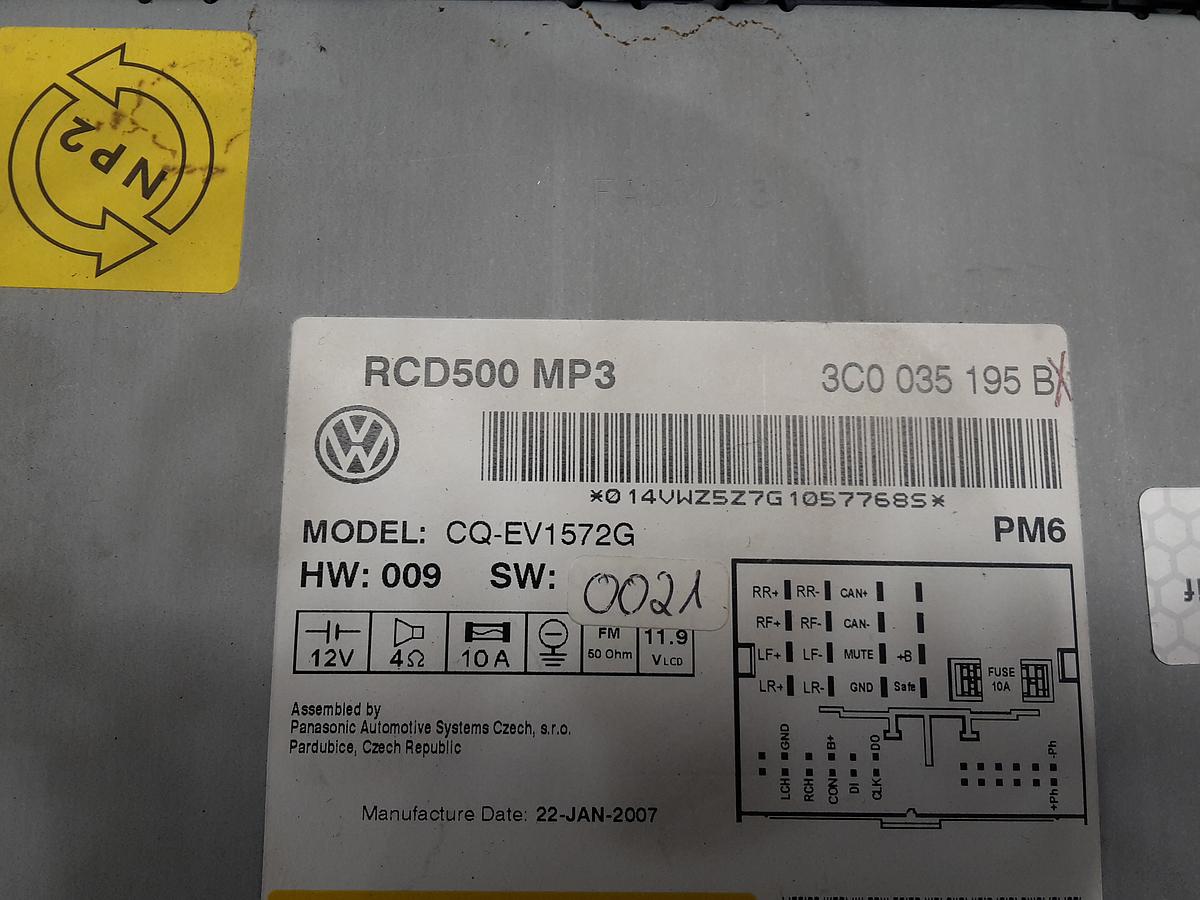 NP2
RCD500 MP3
3C0 035 195 B
*014VWZ5Z7G1057768S*
MODEL: CQ-EV1572G
PM6
HW: 009 SW: 0021
12V 4Ω 10A FM 50 Ohm 11.9 VLCD
Assembled by
Panasonic Automotive Systems Czech, s.r.o.
Pardubice, Czech Republic
Manufacture Date: 22-JAN-2007
RR+ RR- CAN+
RF+ RF- CAN-
LF+ LF- MUTE +B
LR+ LR- GND Safe
FUSE
10A
LCH GND
RCH
CON B+
DI
CLK DO
+Ph -Ph